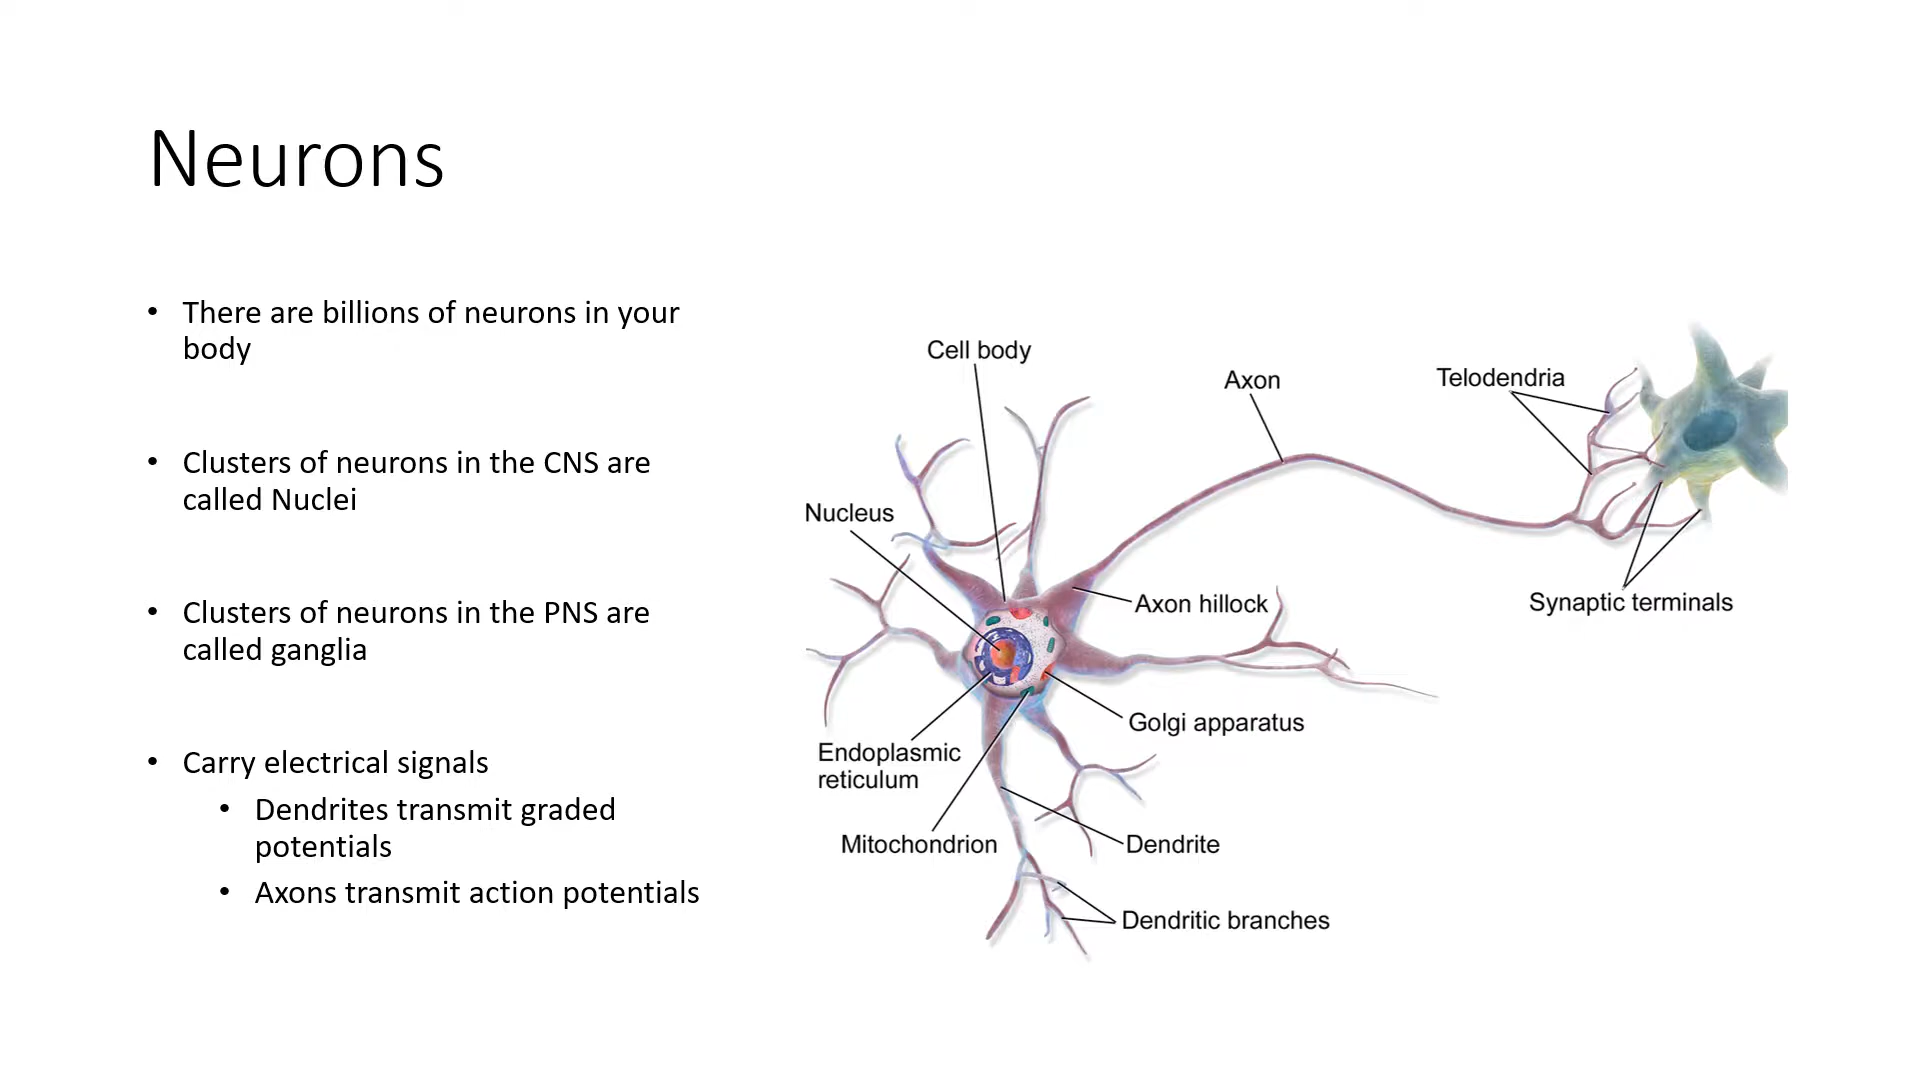 Neurons
• There are billions of neurons in your
body
• Clusters of neurons in the CNS are
called Nuclei
• Clusters of neurons in the PNS are
called ganglia
• Carry electrical signals
• Dendrites transmit graded
potentials
• Axons transmit action potentials
Cell body
Axon
Telodendria
Nucleus
Axon hillock
Synaptic terminals
Golgi apparatus
Endoplasmic
reticulum
Mitochondrion
Dendrite
Dendritic branches